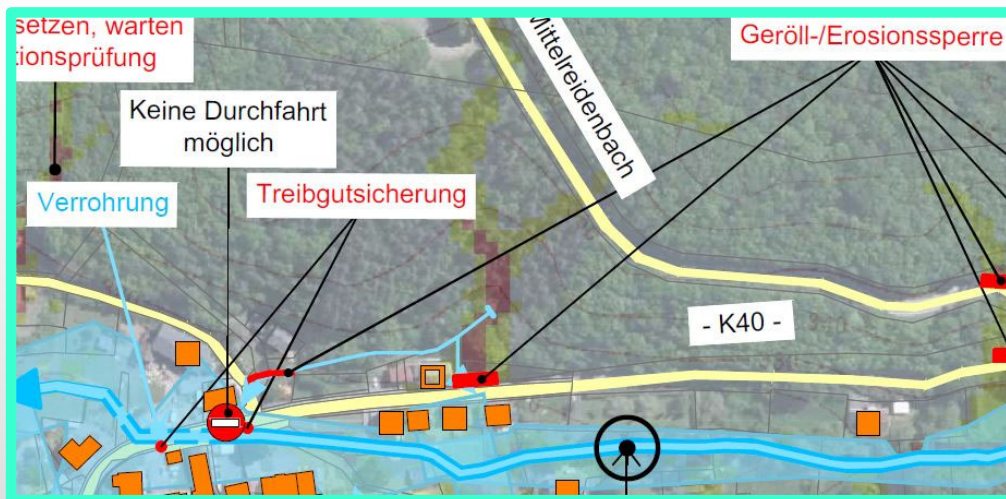 setzen, warten
tionsprüfung
Keine Durchfahrt
möglich
Verrohrung
Treibgutsicherung
Mittelreidenbach
Geröll-/Erosionssperre
- K40 -